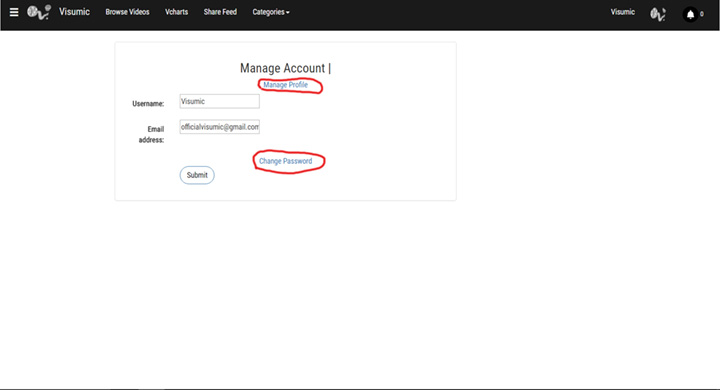 Visumic Browse Videos Vcharts Share Feed Categories Visumic 0
Manage Account |
Manage Profile
Username: Visumic
Email address: officialvisumic@gmail.com
Change Password
Submit